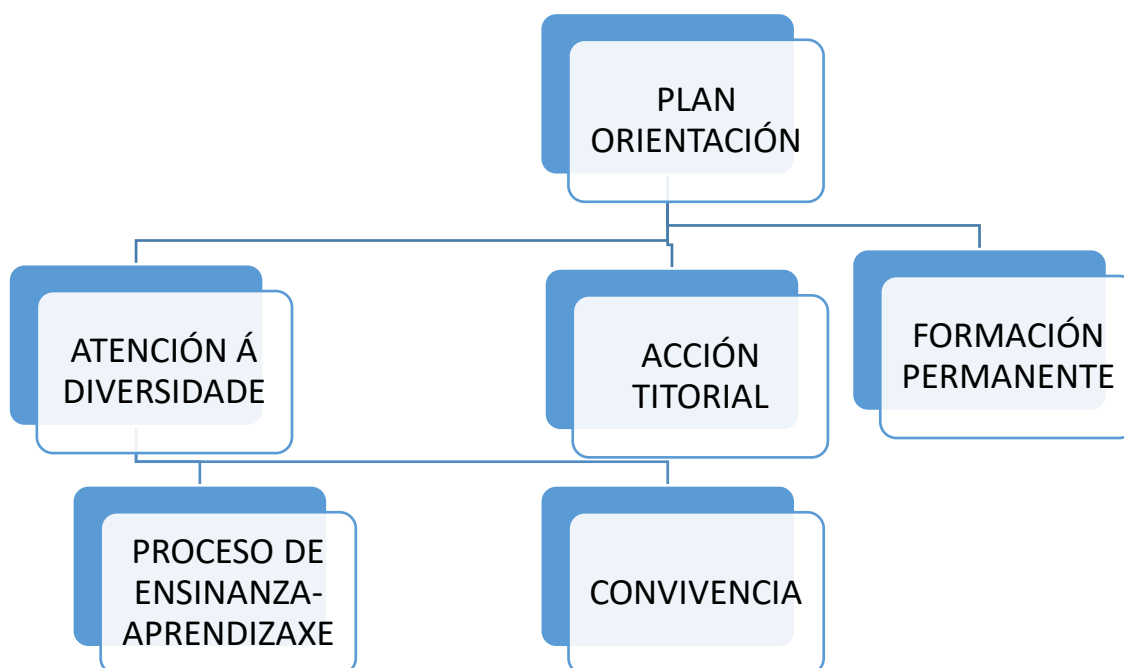 PLAN
ORIENTACIÓN
ATENCIÓN Á
DIVERSIDADE
ACCIÓN
TITORIAL
FORMACIÓN
PERMANENTE
PROCESO DE
ENSINANZA-
APRENDIZAXE
CONVIVENCIA